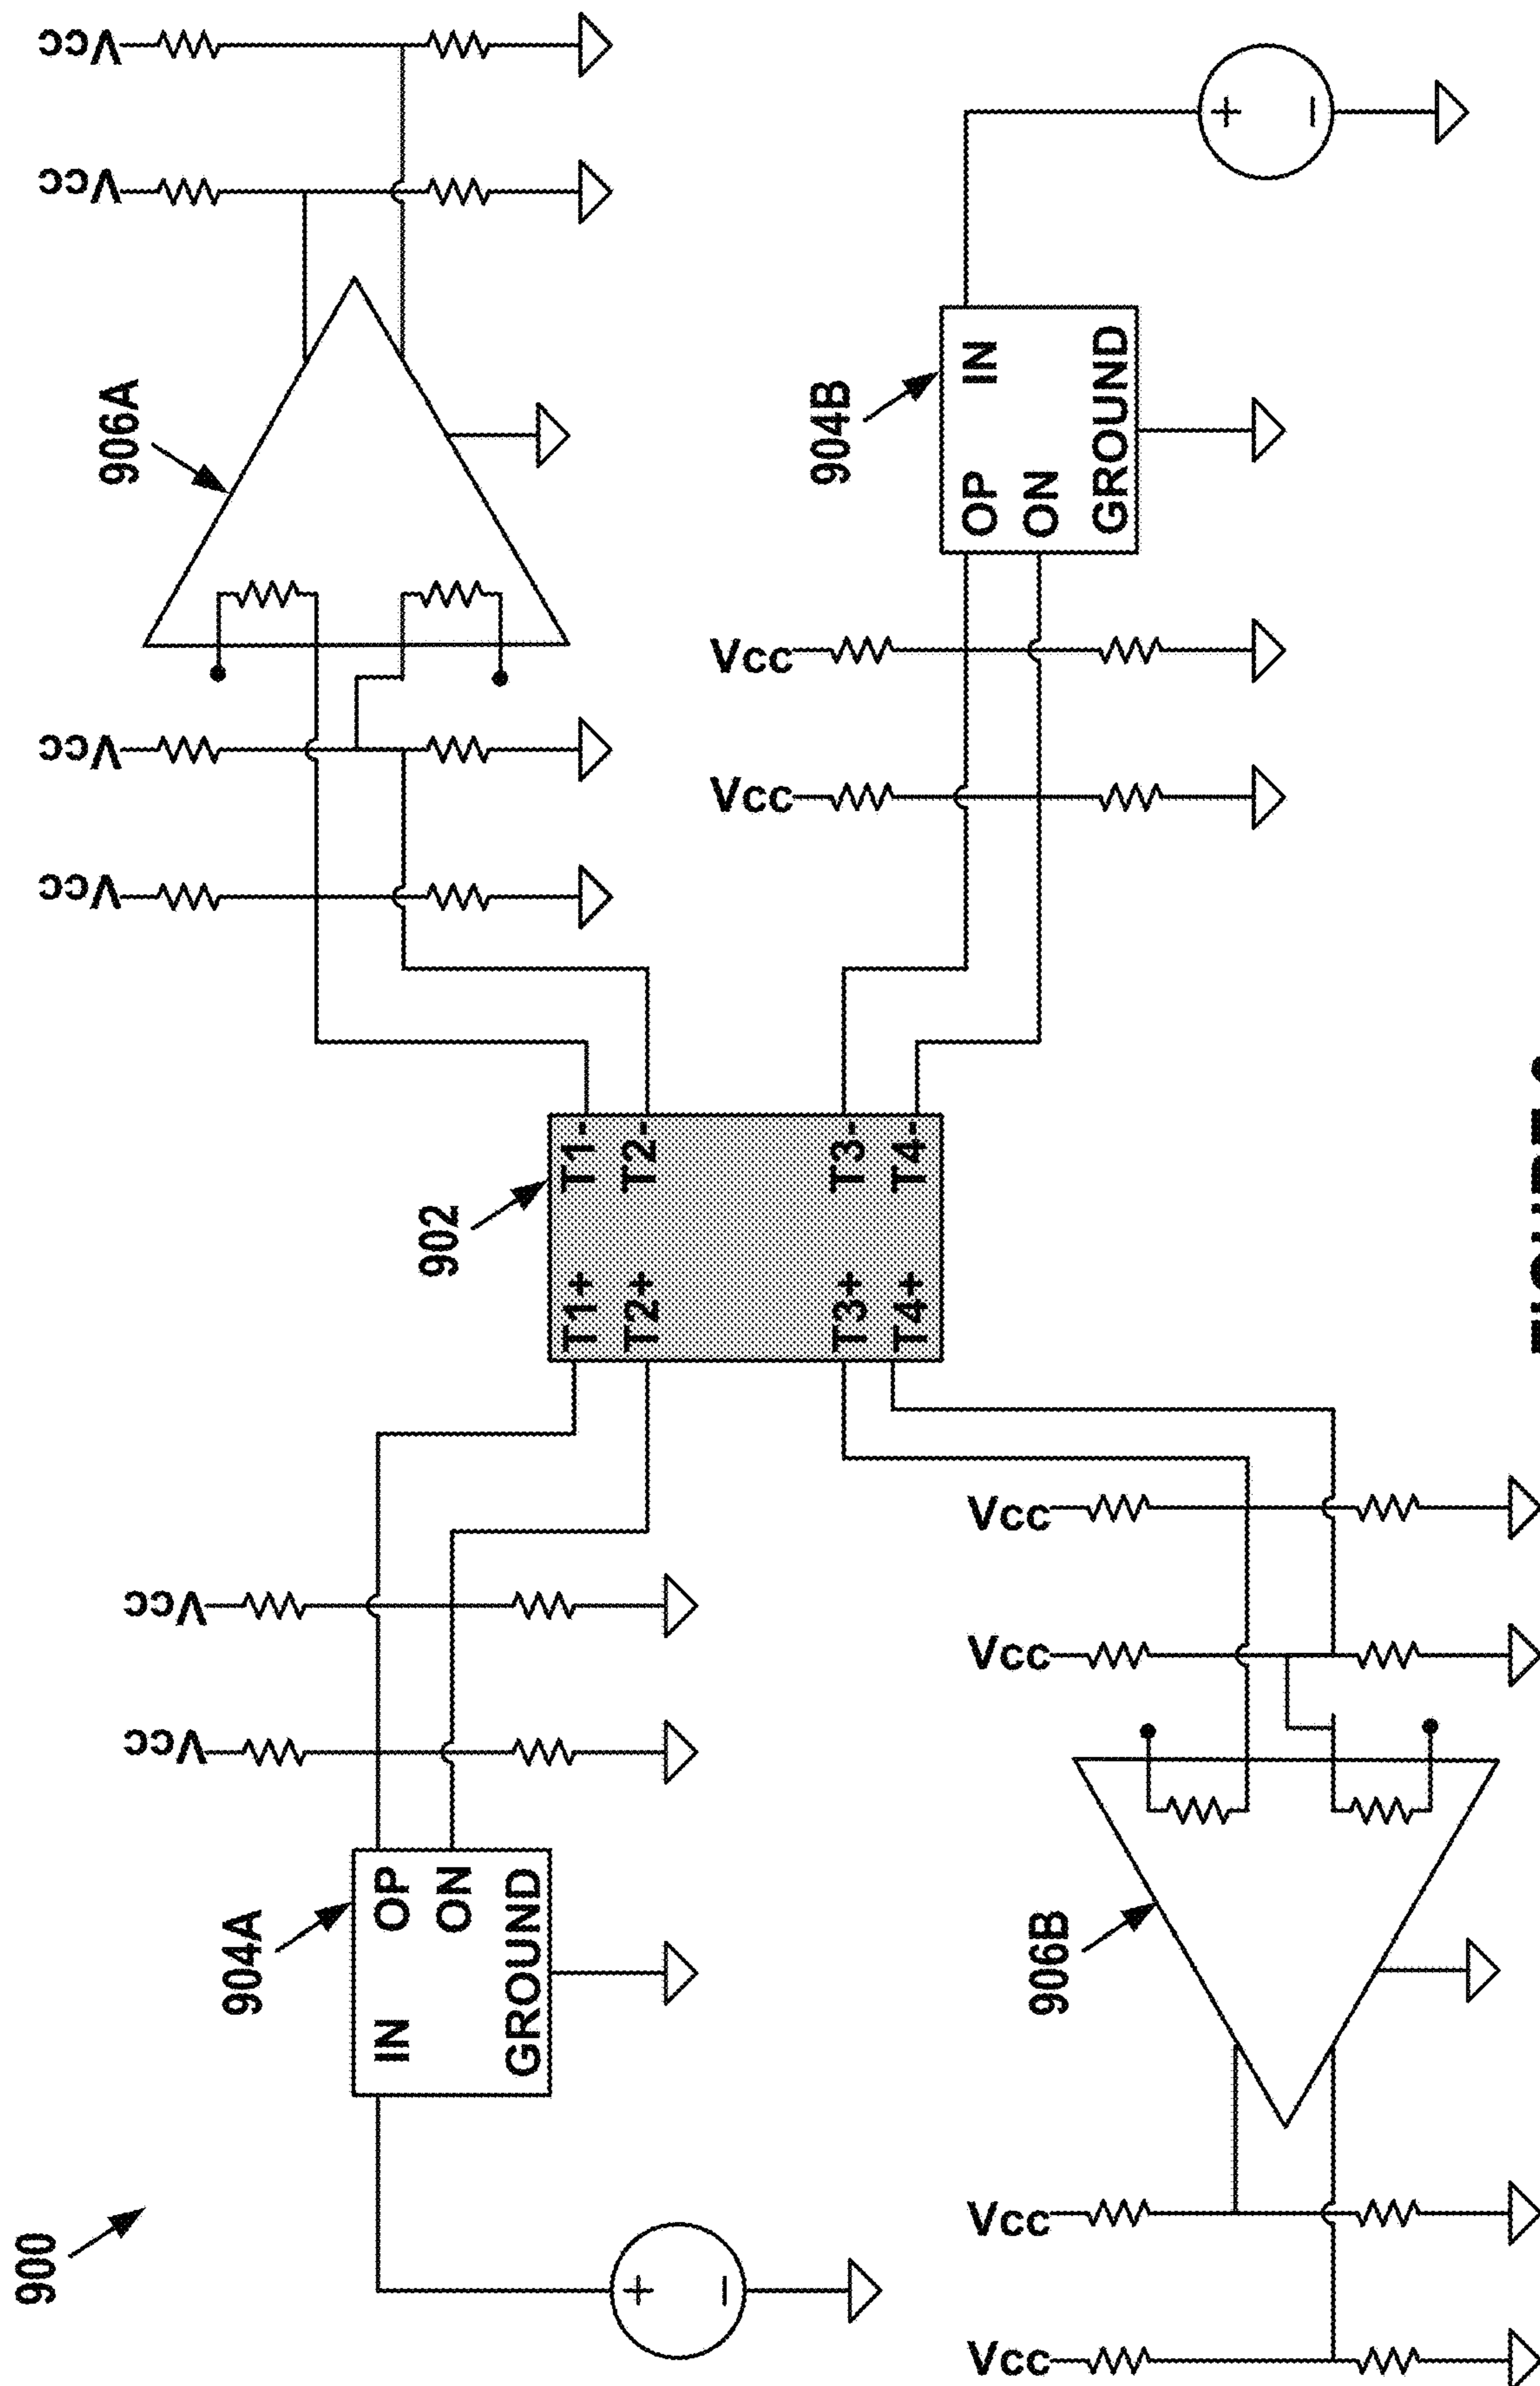 900
904A
IN OP
ON
GROUND
Vcc
Vcc
902
T1+ T1-
T2+ T2-
T3+ T3-
T4+ T4-
Vcc
Vcc
906A
Vcc
Vcc
+
-
Vcc
Vcc
906B
Vcc
Vcc
Vcc
Vcc
904B
OP IN
ON
GROUND
+
-